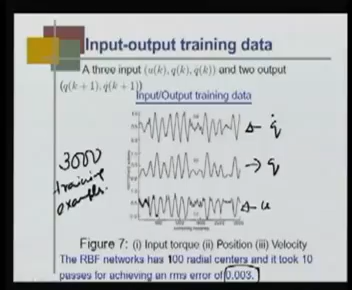 Input-output training data
A three input (u(k), q(k), q̇(k)) and two output
(q(k+1), q̇(k+1))
Input/Output training data
q̇
3000
training
examples.
q
u
Figure 7: (i) Input torque (ii) Position (iii) Velocity
The RBF networks has 100 radial centers and it took 10
passes for achieving an rms error of 0.003.